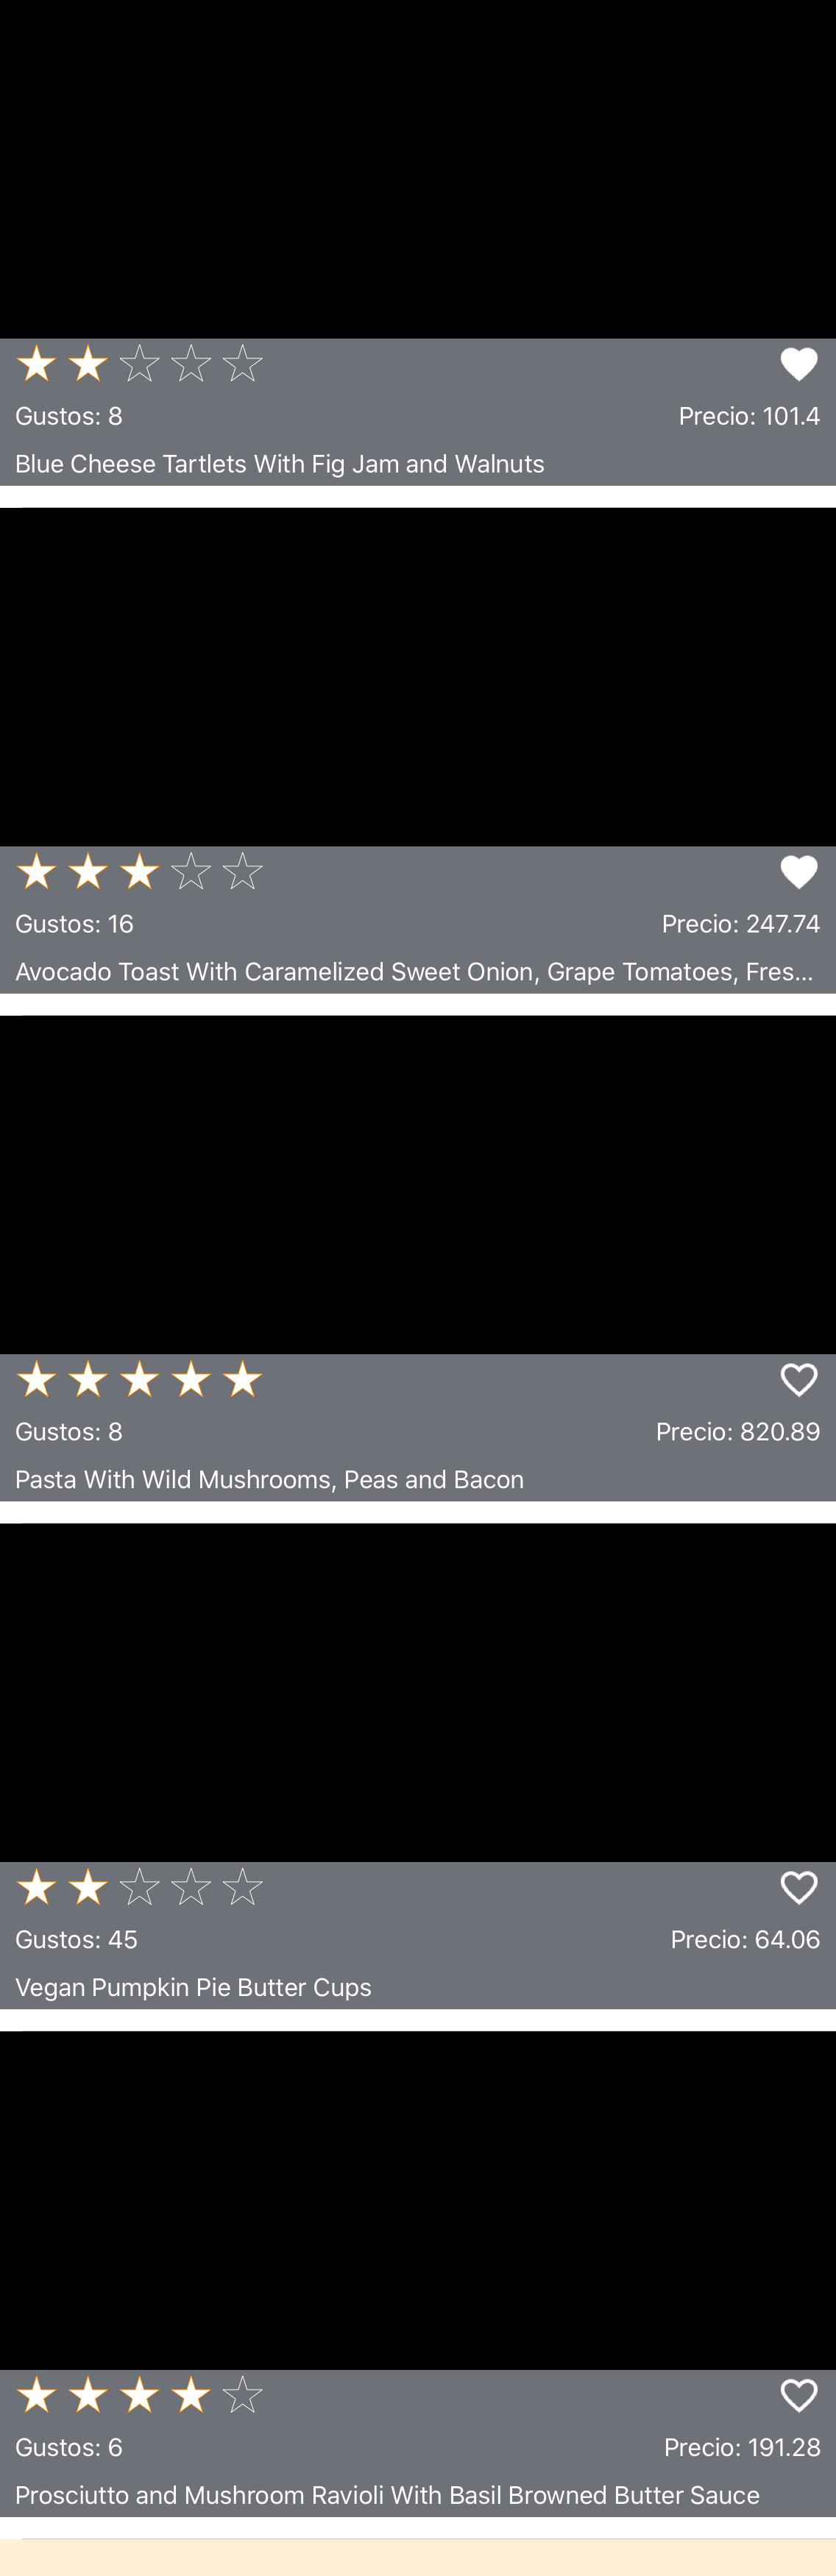 Gustos: 8 Precio: 101.4
Blue Cheese Tartlets With Fig Jam and Walnuts
Gustos: 16 Precio: 247.74
Avocado Toast With Caramelized Sweet Onion, Grape Tomatoes, Fres...
Gustos: 8 Precio: 820.89
Pasta With Wild Mushrooms, Peas and Bacon
Gustos: 45 Precio: 64.06
Vegan Pumpkin Pie Butter Cups
Gustos: 6 Precio: 191.28
Prosciutto and Mushroom Ravioli With Basil Browned Butter Sauce